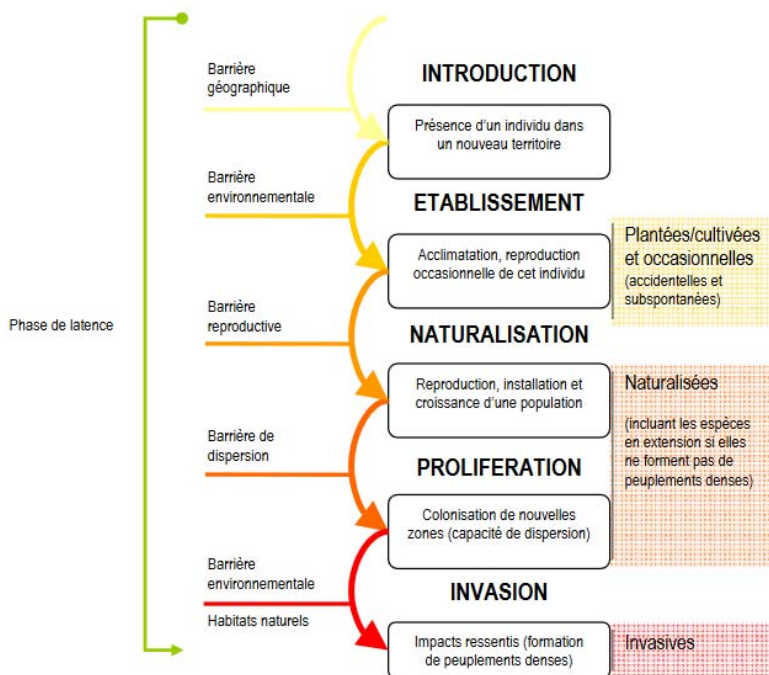 Barrière
géographique
INTRODUCTION
Présence d'un individu dans
un nouveau territoire
Barrière
environnementale
ETABLISSEMENT
Acclimatation, reproduction
occasionnelle de cet individu
Plantées/cultivées
et occasionnelles
(accidentelles et
subspontanées)
Phase de latence
Barrière
reproductive
NATURALISATION
Reproduction, installation et
croissance d'une population
Naturalisées
(incluant les espèces
en extension si elles
ne forment pas de
peuplements denses)
Barrière de
dispersion
PROLIFERATION
Colonisation de nouvelles
zones (capacité de dispersion)
Barrière
environnementale
Habitats naturels
INVASION
Impacts ressentis (formation
de peuplements denses)
Invasives